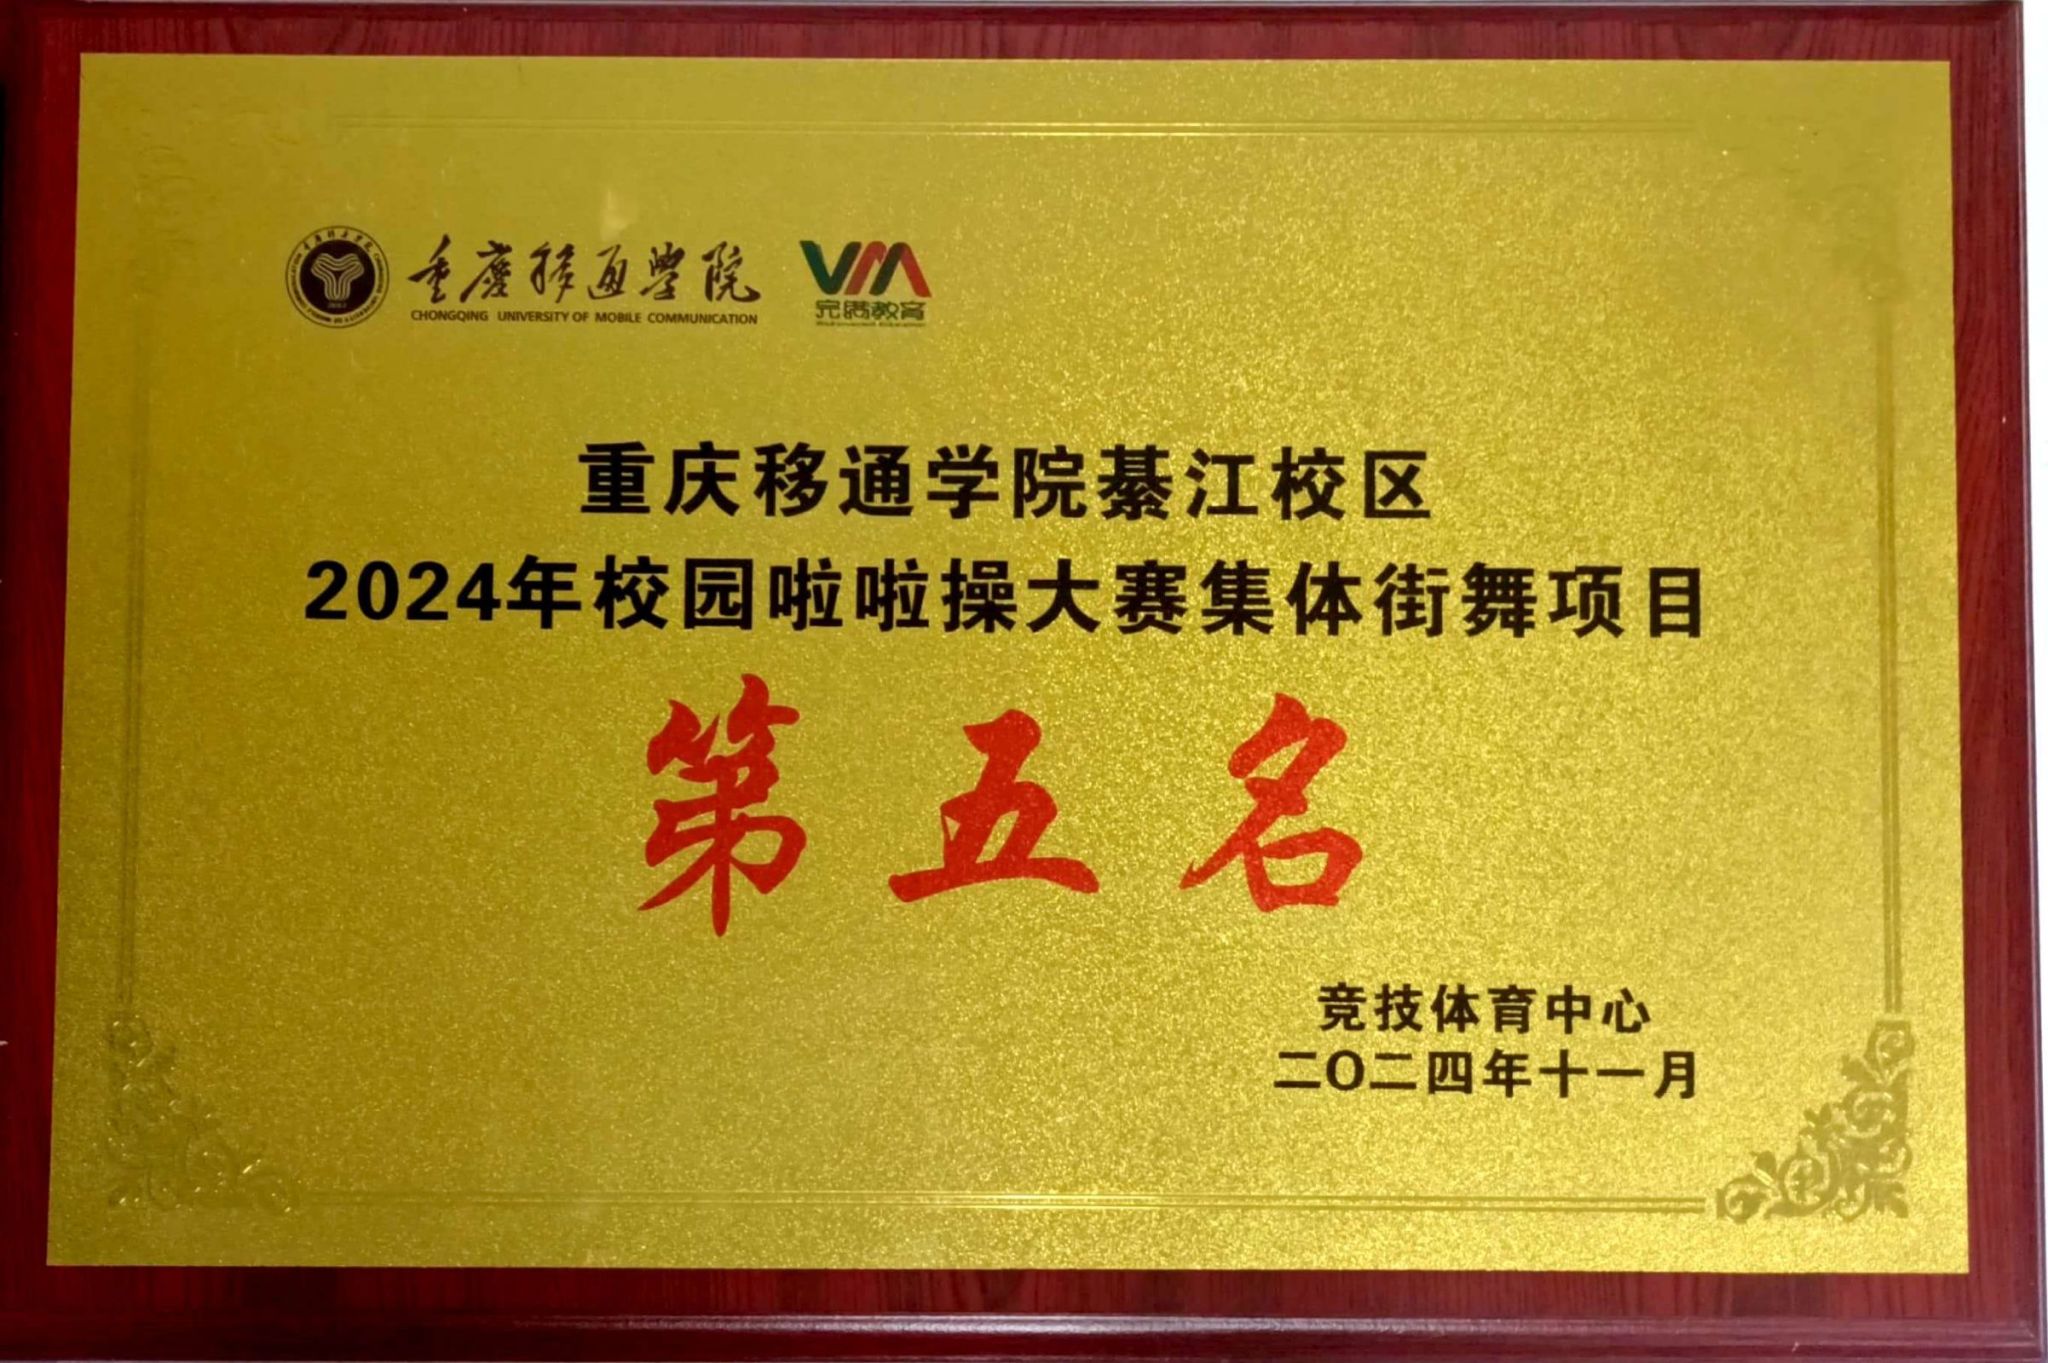 重庆移通学院
CHONGQING UNIVERSITY OF MOBILE COMMUNICATION
VM
完满教育
重庆移通学院綦江校区
2024年校园啦啦操大赛集体街舞项目
第五名
竞技体育中心
二〇二四年十一月